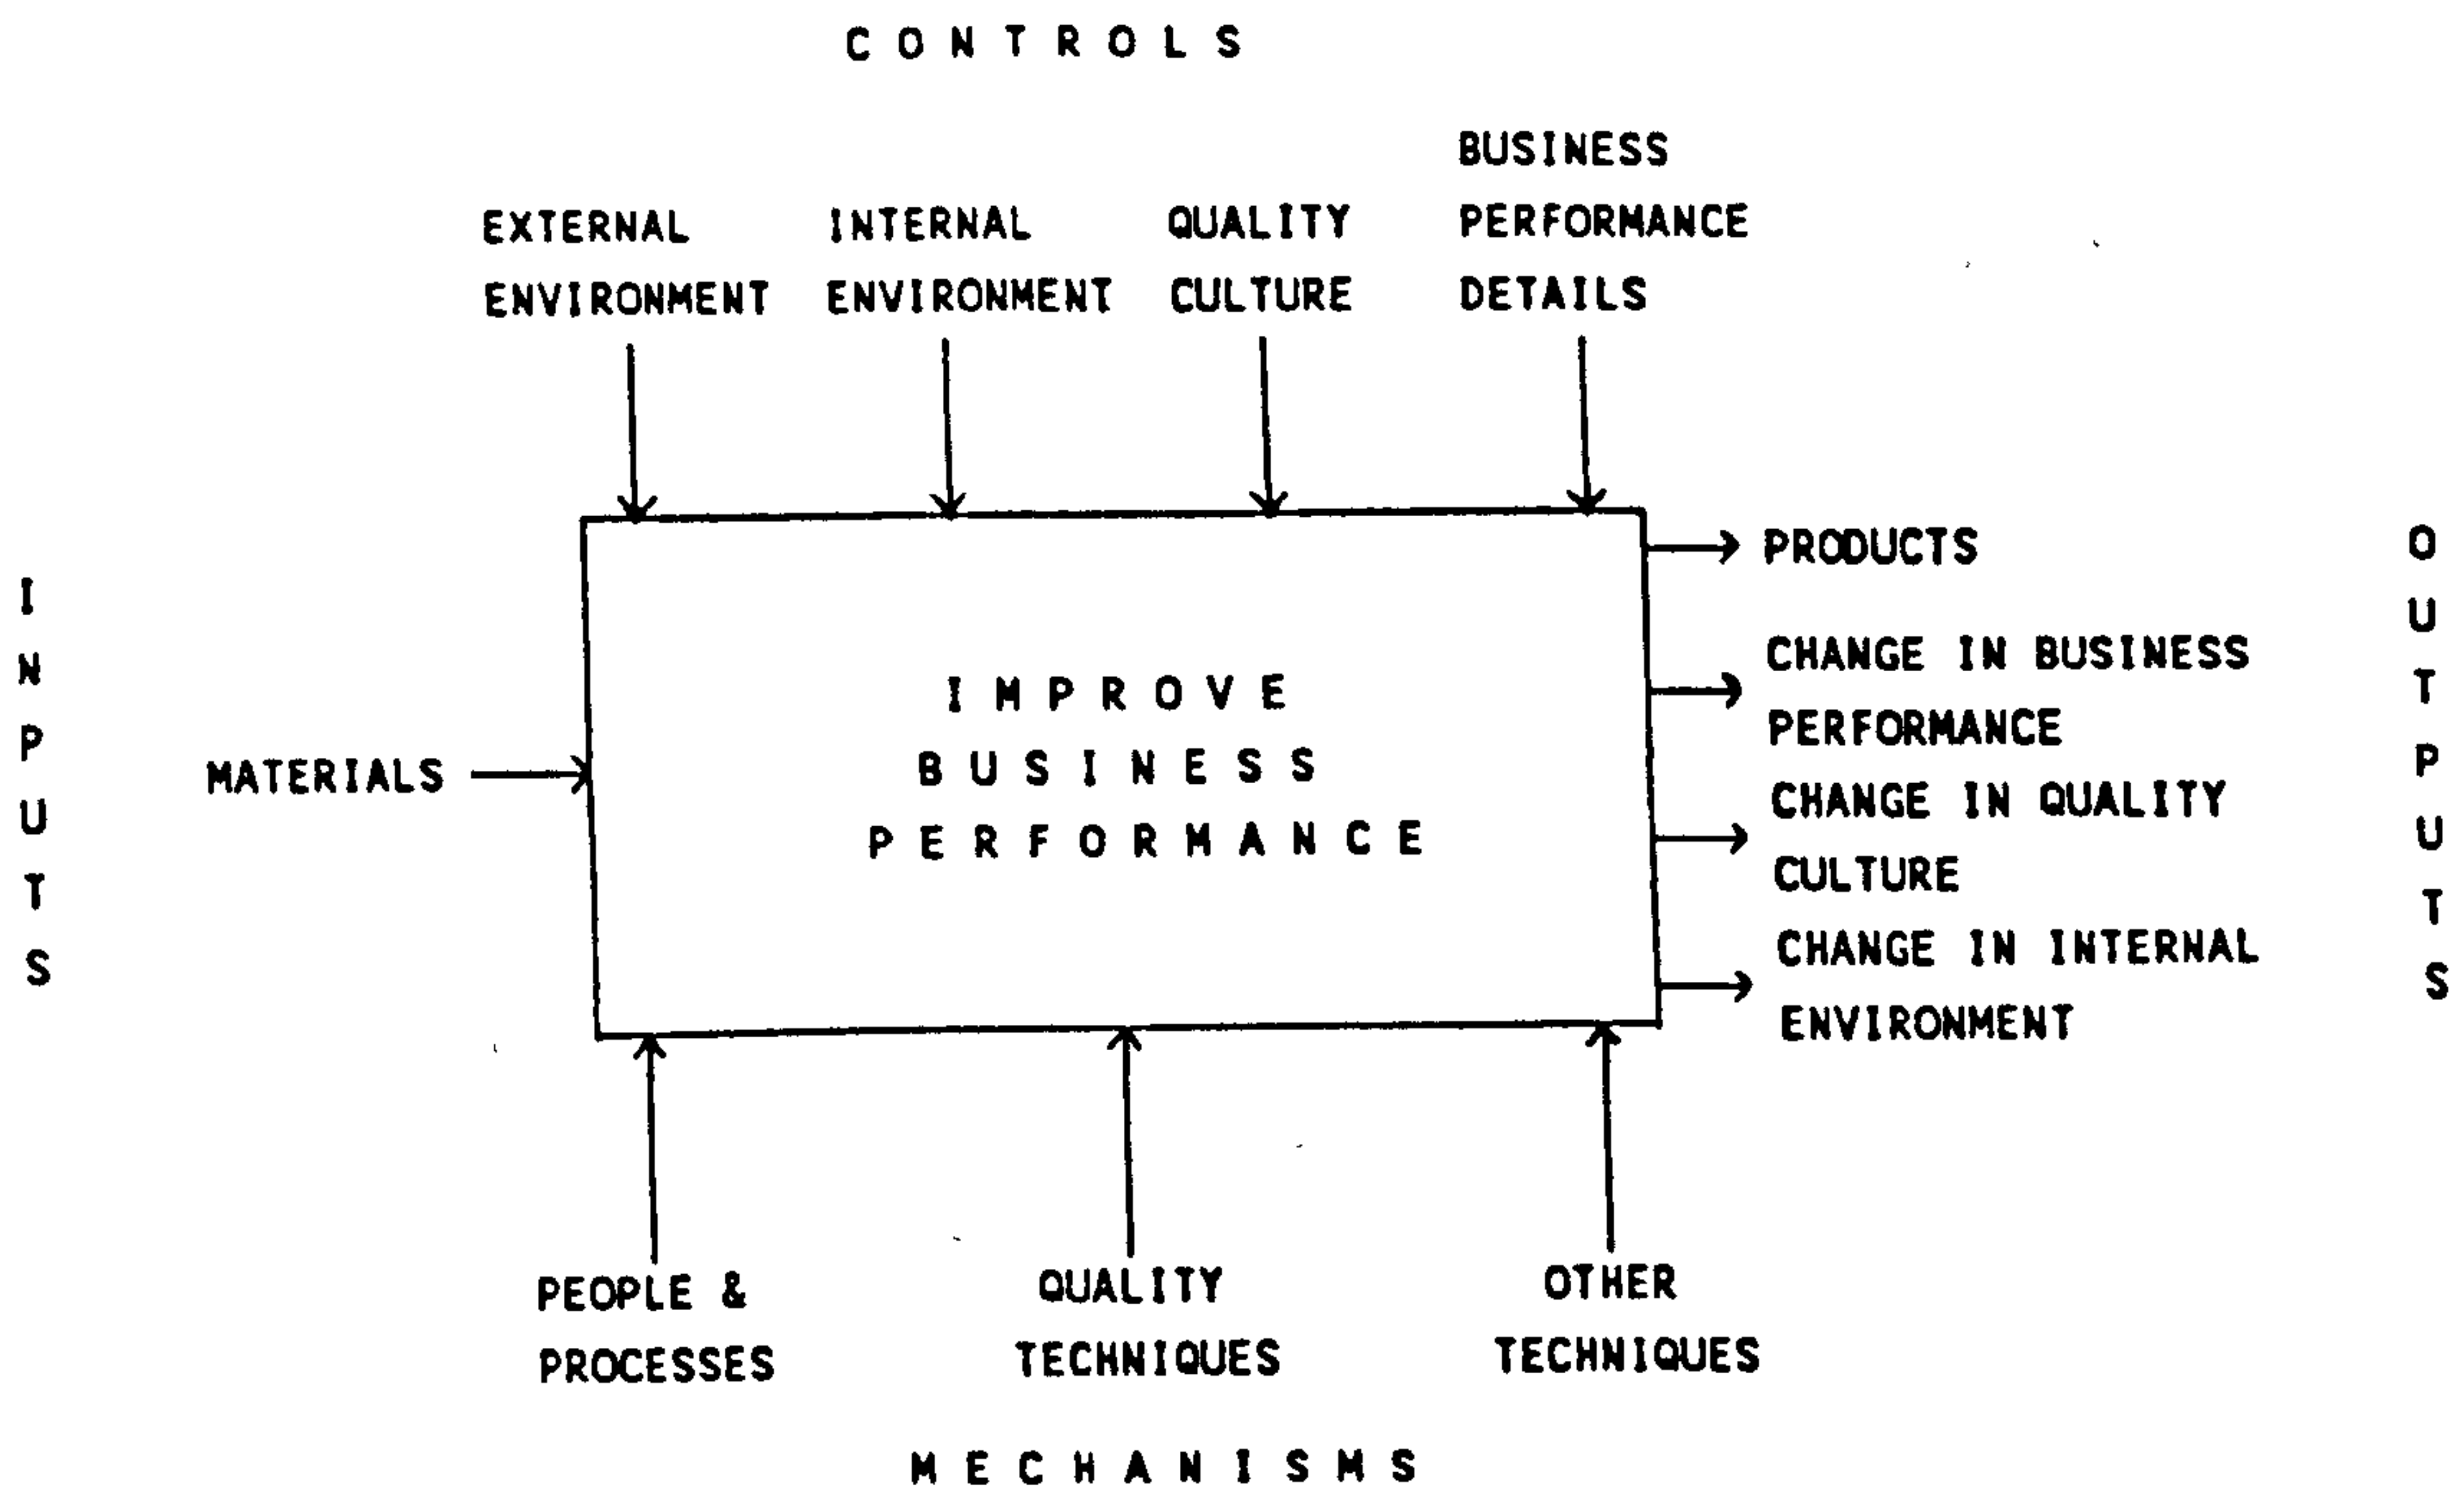 CONTROLS
BUSINESS
EXTERNAL INTERNAL QUALITY PERFORMANCE
ENVIRONMENT ENVIRONMENT CULTURE DETAILS
INPUTS
MATERIALS
IMPROVE
BUSINESS
PERFORMANCE
PRODUCTS
CHANGE IN BUSINESS
PERFORMANCE
CHANGE IN QUALITY
CULTURE
CHANGE IN INTERNAL
ENVIRONMENT
OUTPUTS
PEOPLE & QUALITY OTHER
PROCESSES TECHNIQUES TECHNIQUES
MECHANISMS